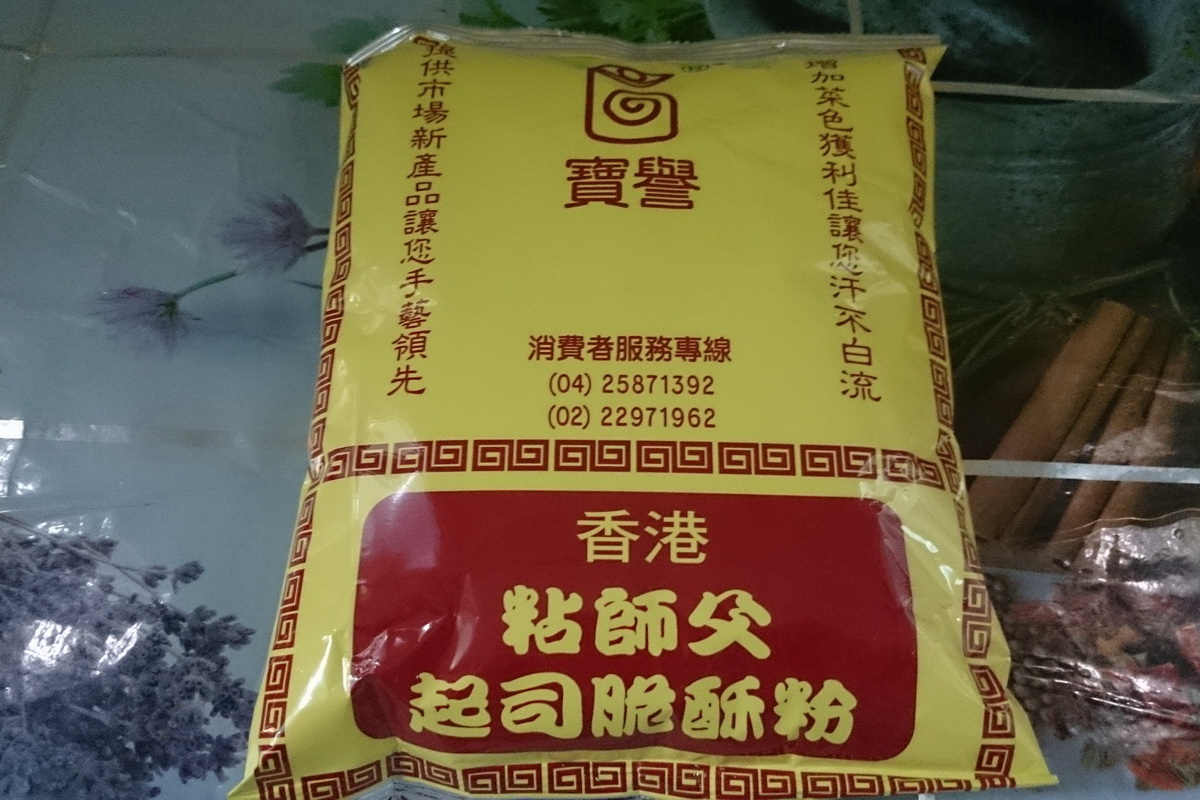 增加菜色獲利佳讓您汗不白流
寶譽
供市場新產品讓您手藝領先
消費者服務專線
(04) 25871392
(02) 22971962
香港
粘師父
起司脆酥粉